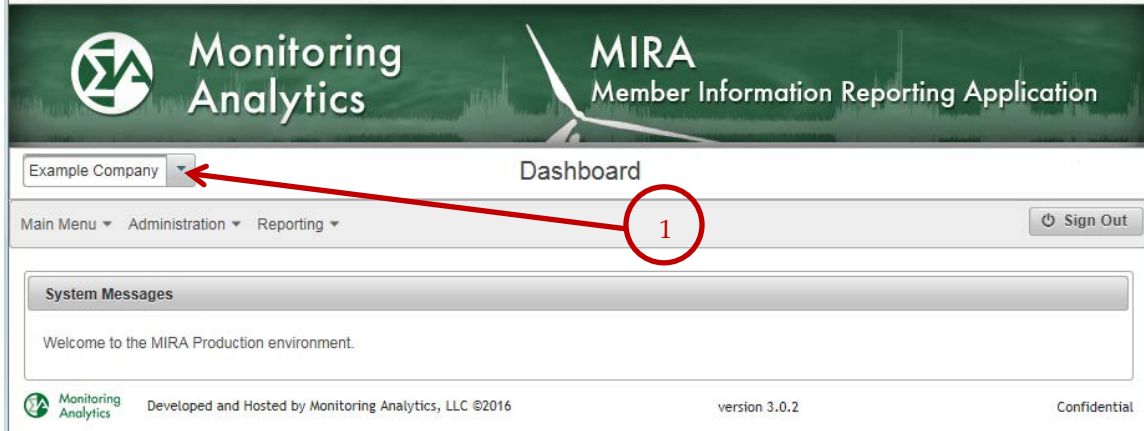 Monitoring
Analytics
MIRA
Member Information Reporting Application
Example Company
Dashboard
1
Main Menu Administration Reporting
Sign Out
System Messages
Welcome to the MIRA Production environment.
Monitoring
Analytics
Developed and Hosted by Monitoring Analytics, LLC ©2016
version 3.0.2
Confidential